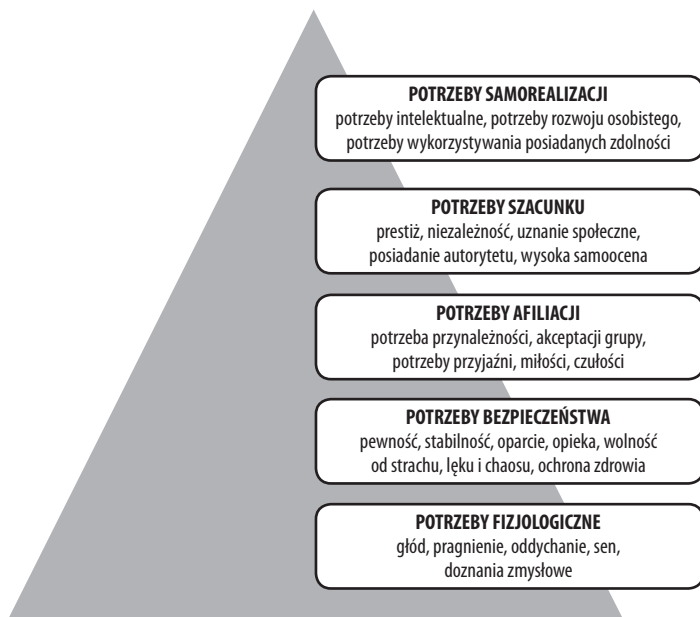 POTRZEBY SAMOREALIZACJI
potrzeby intelektualne, potrzeby rozwoju osobistego,
potrzeby wykorzystywania posiadanych zdolności
POTRZEBY SZACUNKU
prestiż, niezależność, uznanie społeczne,
posiadanie autorytetu, wysoka samoocena
POTRZEBY AFILIACJI
potrzeba przynależności, akceptacji grupy,
potrzeby przyjaźni, miłości, czułości
POTRZEBY BEZPIECZEŃSTWA
pewność, stabilność, oparcie, opieka, wolność
od strachu, lęku i chaosu, ochrona zdrowia
POTRZEBY FIZJOLOGICZNE
głód, pragnienie, oddychanie, sen,
doznania zmysłowe